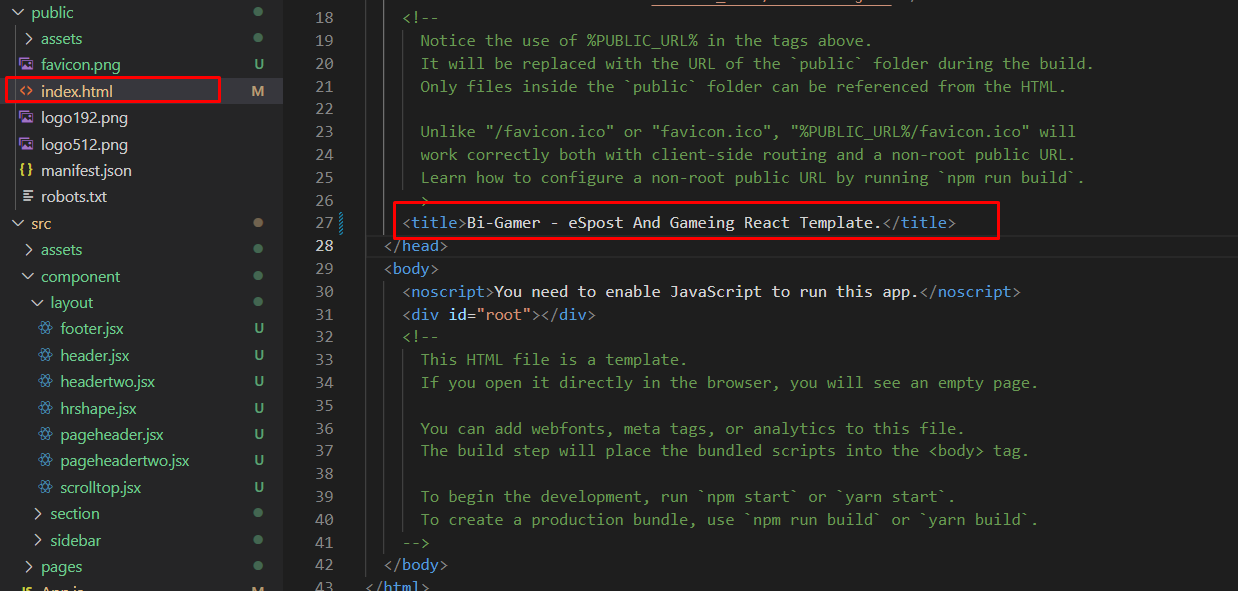 public
assets
favicon.png U
index.html M
logo192.png
logo512.png
manifest.json
robots.txt
src
assets
component
layout
footer.jsx U
header.jsx U
headertwo.jsx U
hrshape.jsx U
pageheader.jsx U
pageheadertwo.jsx U
scrolltop.jsx U
section
sidebar
pages
18 <!--
19 Notice the use of %PUBLIC_URL% in the tags above.
20 It will be replaced with the URL of the `public` folder during the build.
21 Only files inside the `public` folder can be referenced from the HTML.
22
23 Unlike "/favicon.ico" or "favicon.ico", "%PUBLIC_URL%/favicon.ico" will
24 work correctly both with client-side routing and a non-root public URL.
25 Learn how to configure a non-root public URL by running `npm run build`.
26
27 <title>Bi-Gamer - eSpost And Gameing React Template.</title>
28 </head>
29 <body>
30 <noscript>You need to enable JavaScript to run this app.</noscript>
31 <div id="root"></div>
32 <!--
33 This HTML file is a template.
34 If you open it directly in the browser, you will see an empty page.
35
36 You can add webfonts, meta tags, or analytics to this file.
37 The build step will place the bundled scripts into the <body> tag.
38
39 To begin the development, run `npm start` or `yarn start`.
40 To create a production bundle, use `npm run build` or `yarn build`.
41 -->
42 </body>
43 </html>